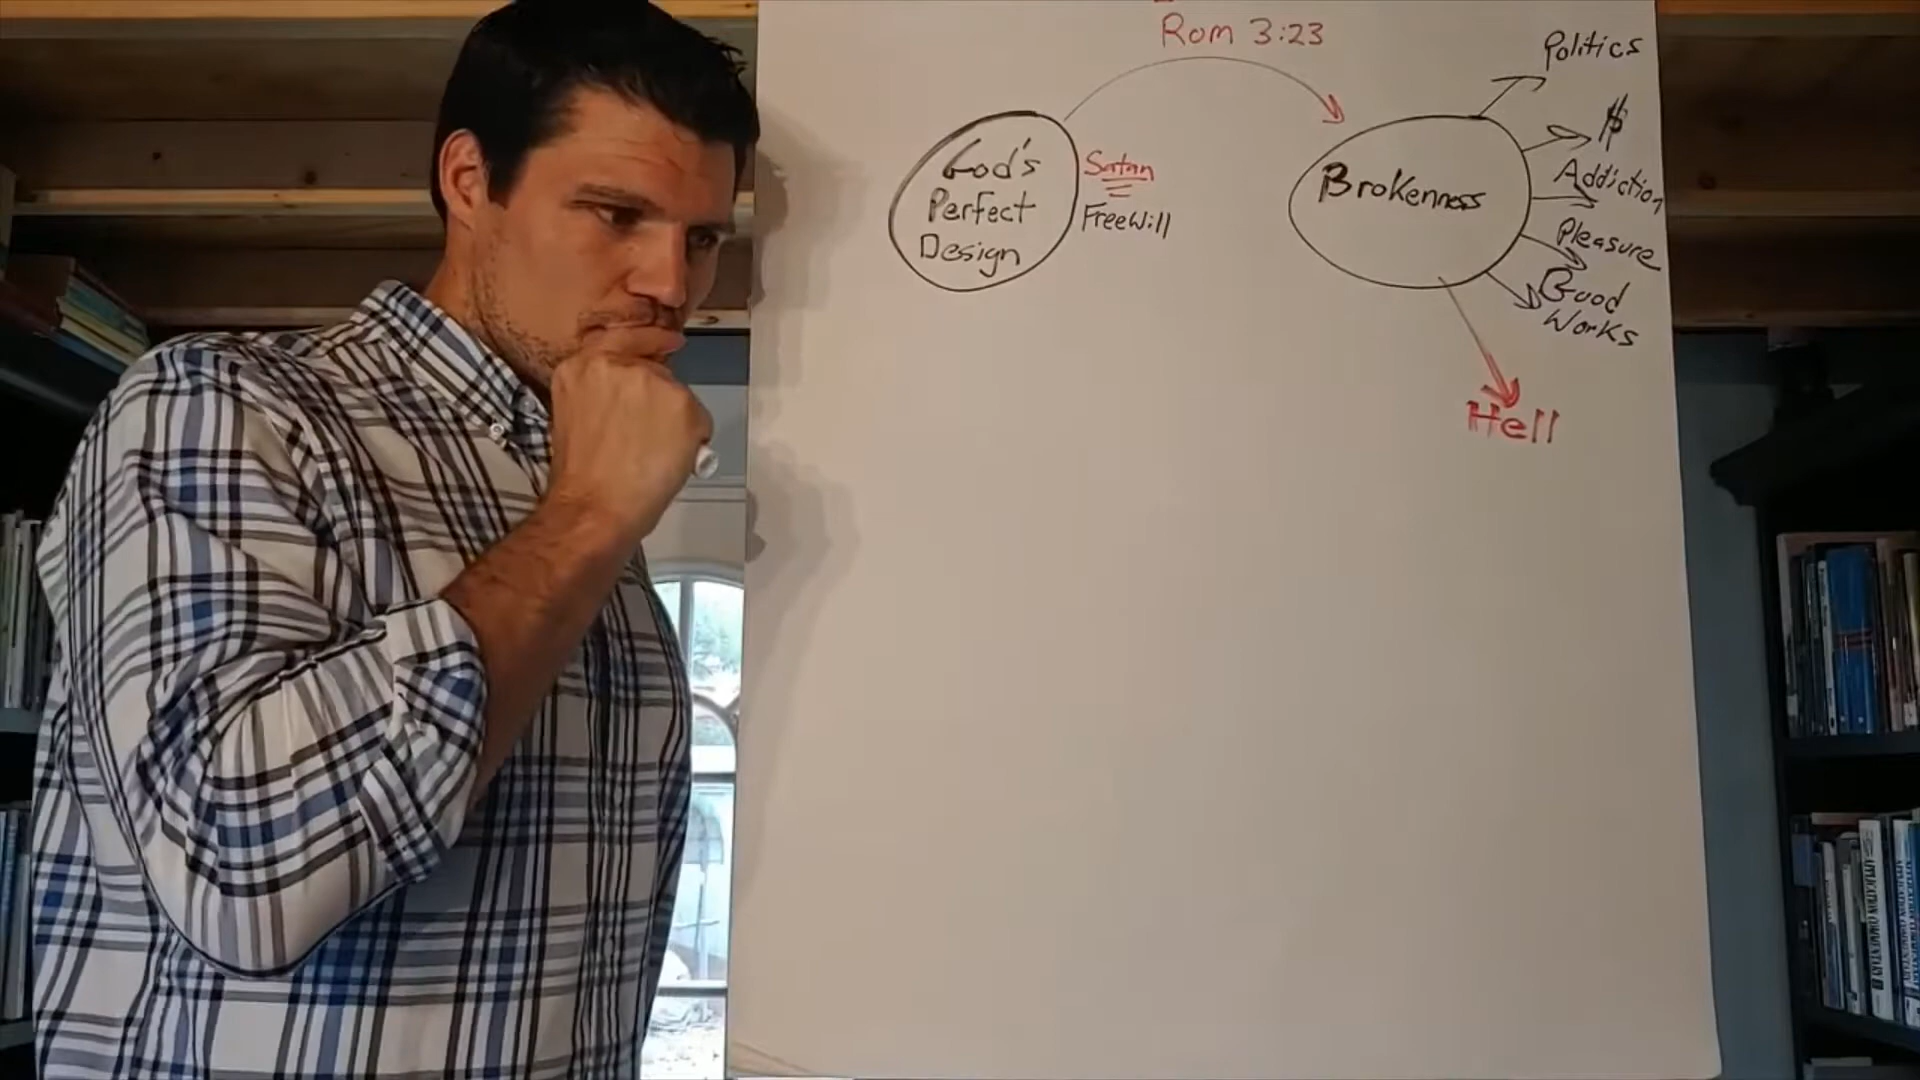 Rom 3:23
God's
Perfect
Design
Satan
FreeWill
Brokenness
Politics
$
Addiction
Pleasure
Good
Works
Hell